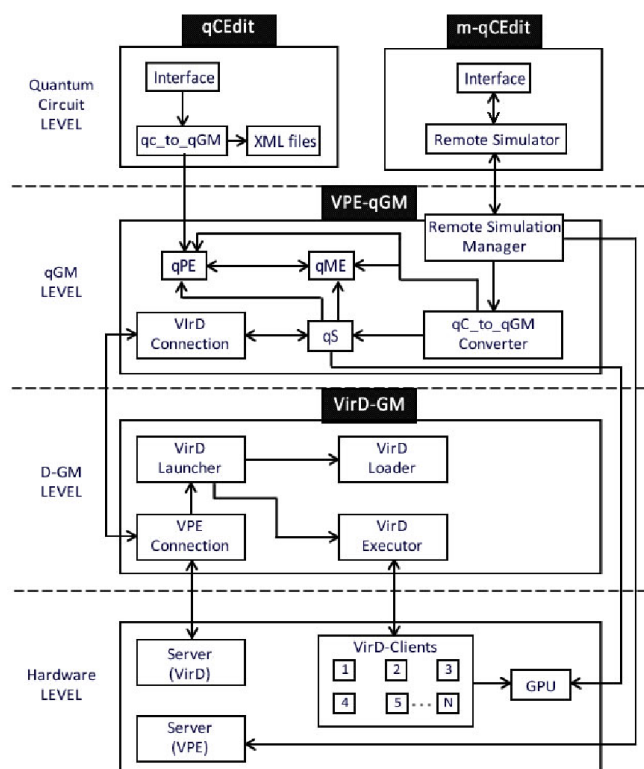 qCEdit
m-qCEdit
Quantum
Circuit
LEVEL
Interface
qc_to_qGM
XML files
Interface
Remote Simulator
VPE-qGM
qGM
LEVEL
qPE
qME
Remote Simulation
Manager
VIrD
Connection
qS
qC_to_qGM
Converter
VirD-GM
D-GM
LEVEL
VirD
Launcher
VirD
Loader
VPE
Connection
VirD
Executor
Hardware
LEVEL
Server
(VirD)
VirD-Clients
1 2 3
4 5 ... N
GPU
Server
(VPE)